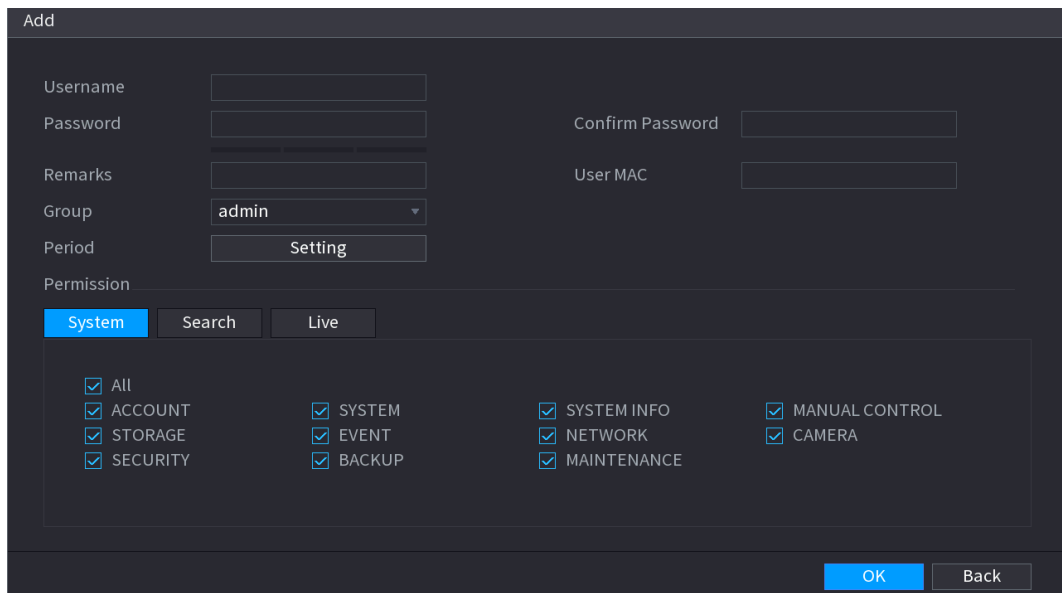 Add
Username
Password Confirm Password
Remarks User MAC
Group admin
Period Setting
Permission
System Search Live
All
ACCOUNT SYSTEM SYSTEM INFO MANUAL CONTROL
STORAGE EVENT NETWORK CAMERA
SECURITY BACKUP MAINTENANCE
OK Back